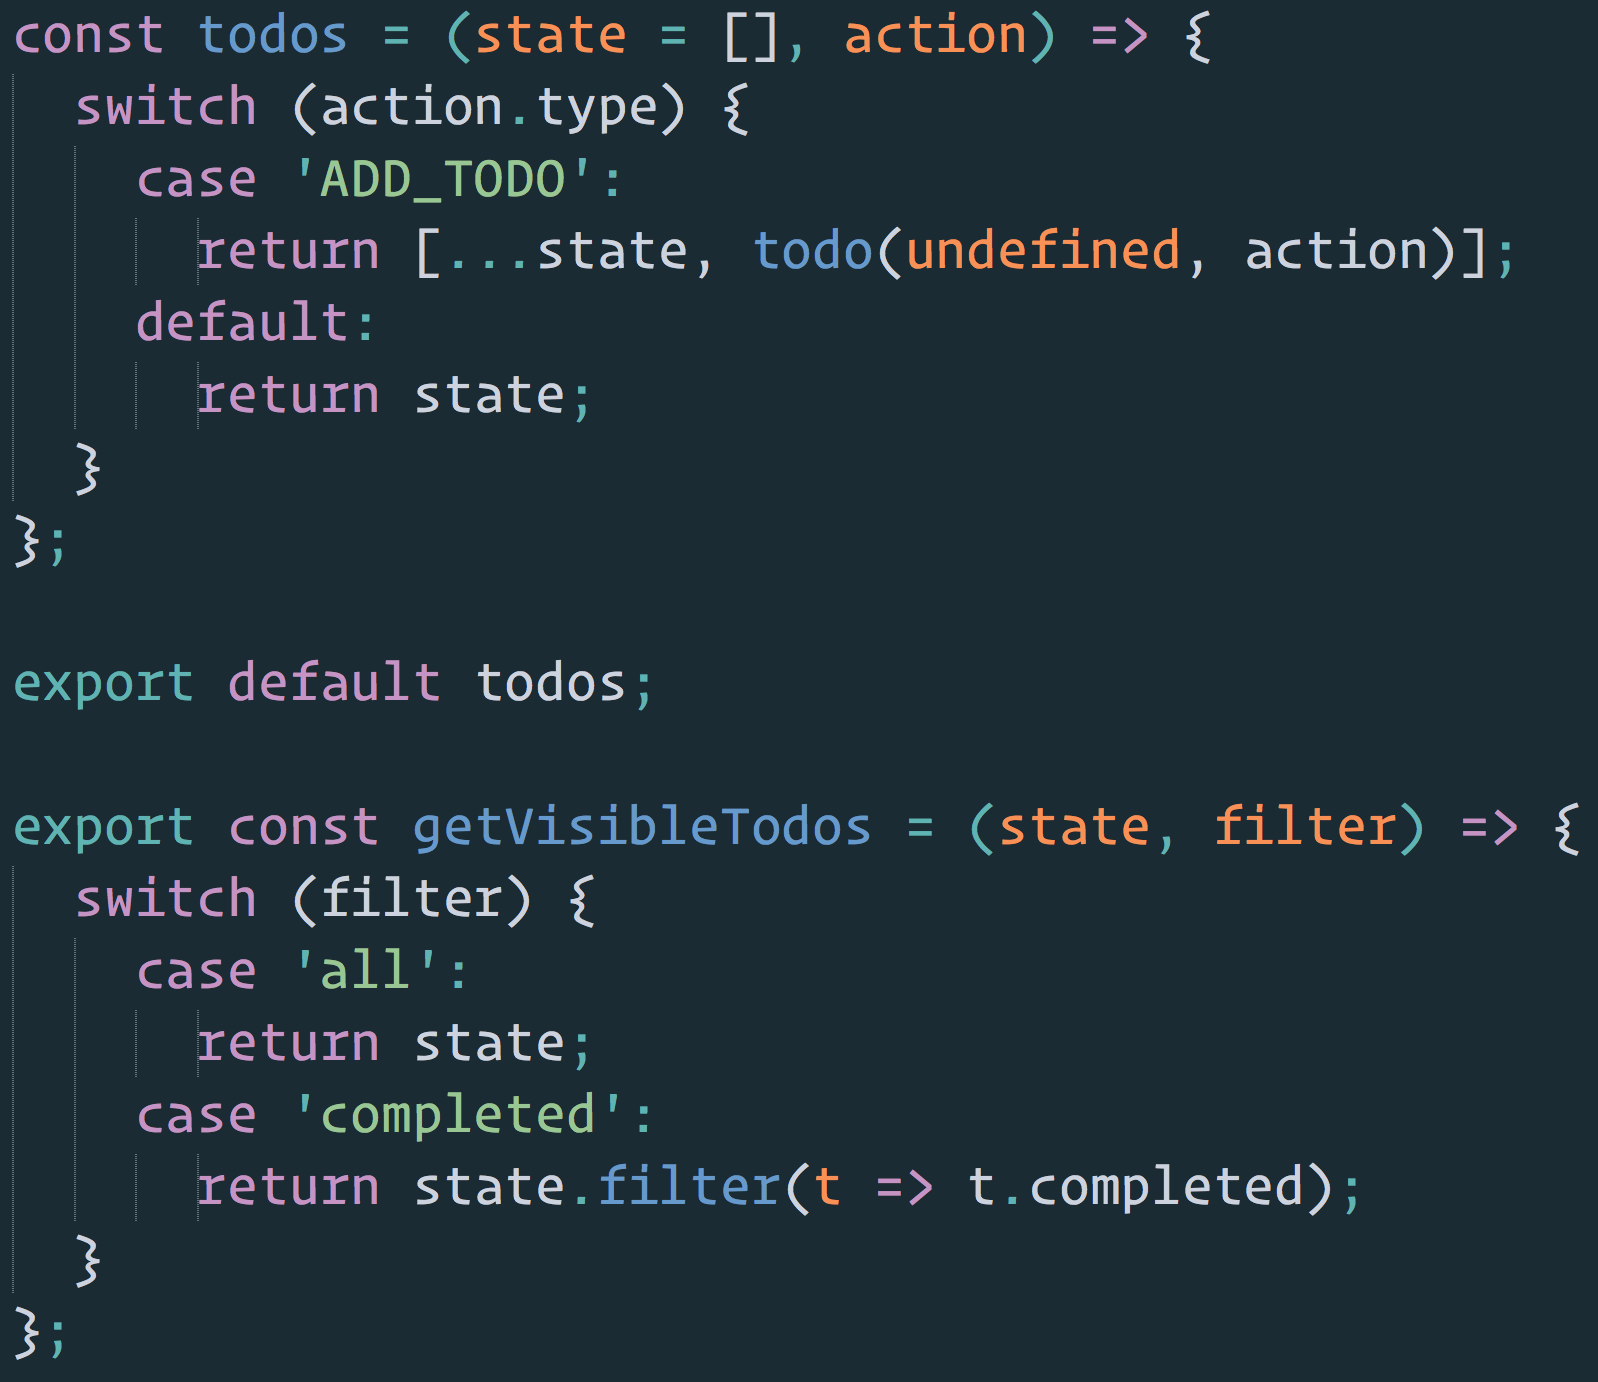 const todos = (state = [], action) => {
  switch (action.type) {
    case 'ADD_TODO':
      return [...state, todo(undefined, action)];
    default:
      return state;
  }
};

export default todos;

export const getVisibleTodos = (state, filter) => {
  switch (filter) {
    case 'all':
      return state;
    case 'completed':
      return state.filter(t => t.completed);
  }
};